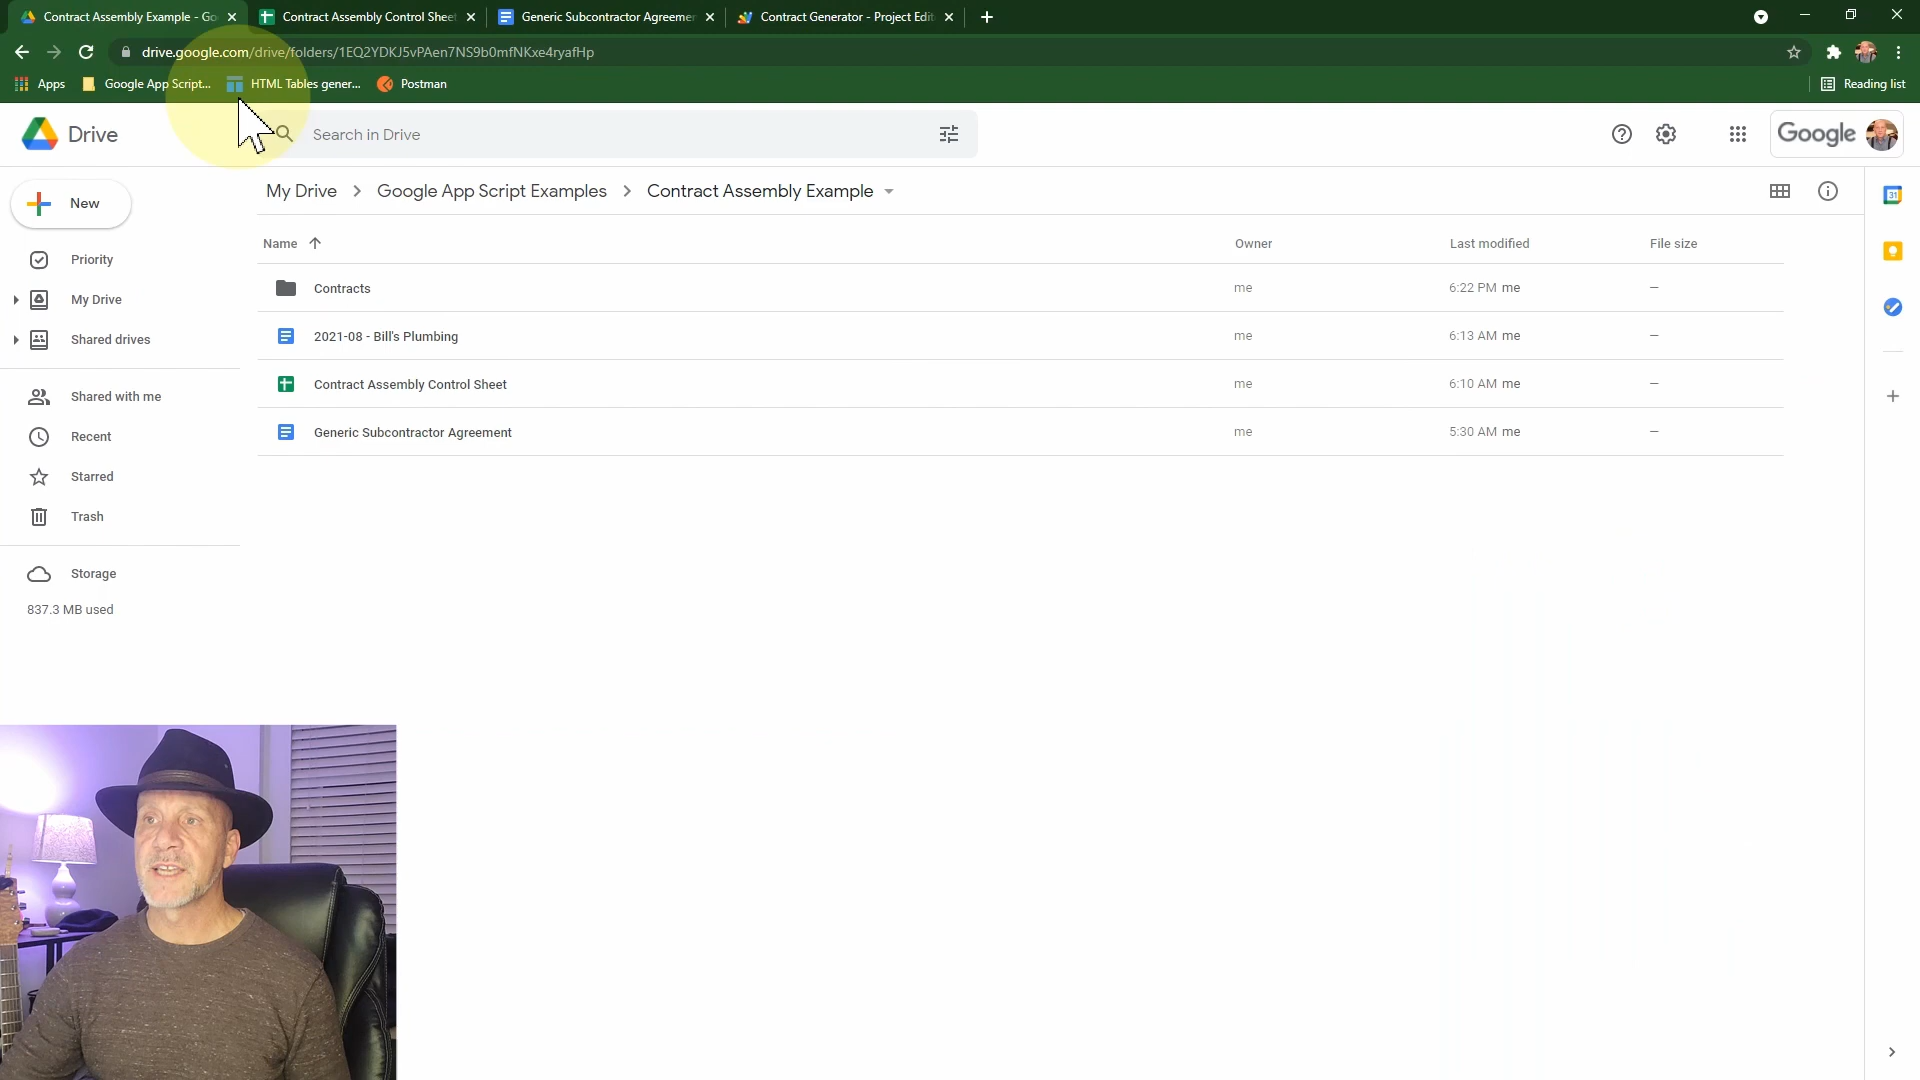 Contract Assembly Example - Go
Contract Assembly Control Sheet
Generic Subcontractor Agreemen
Contract Generator - Project Edit
drive.google.com/drive/folders/1EQ2YDKJ5vPAen7NS9b0mfNKxe4ryafHp
Apps
Google App Script...
HTML Tables gener...
Postman
Reading list
Drive
Search in Drive
Google
New
My Drive > Google App Script Examples > Contract Assembly Example
Name
Owner
Last modified
File size
Contracts
me
6:22 PM me
—
2021-08 - Bill's Plumbing
me
6:13 AM me
—
Contract Assembly Control Sheet
me
6:10 AM me
—
Generic Subcontractor Agreement
me
5:30 AM me
—
Priority
My Drive
Shared drives
Shared with me
Recent
Starred
Trash
Storage
837.3 MB used
31